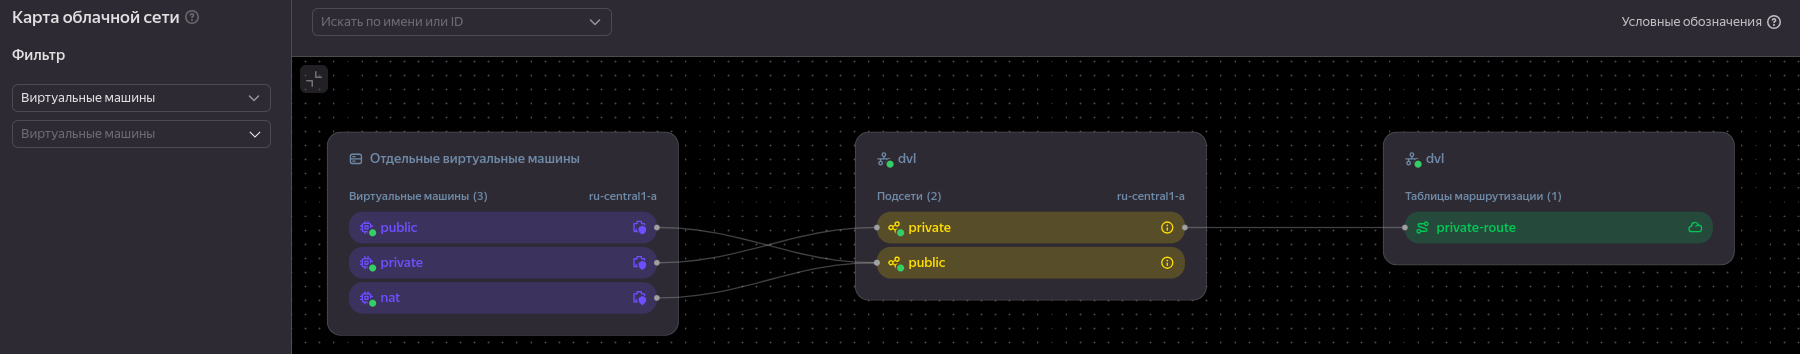 Карта облачной сети
Фильтр
Виртуальные машины
Виртуальные машины
Искать по имени или ID
Условные обозначения
Отдельные виртуальные машины
Виртуальные машины (3) ru-central1-a
public
private
nat
dvl
Подсети (2) ru-central1-a
private
public
dvl
Таблицы маршрутизации (1)
private-route